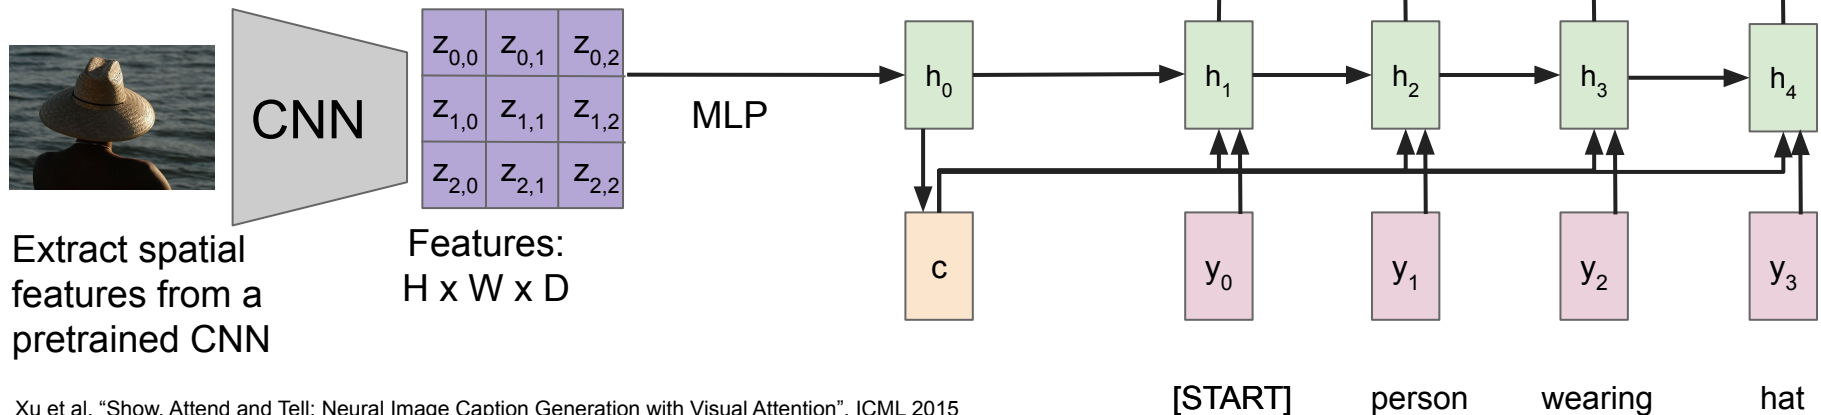 CNN
z0,0 z0,1 z0,2
z1,0 z1,1 z1,2
z2,0 z2,1 z2,2
MLP
h0 h1 h2 h3 h4
c y0 y1 y2 y3
Extract spatial
features from a
pretrained CNN
Features:
H x W x D
[START] person wearing hat
Xu et al, “Show, Attend and Tell: Neural Image Caption Generation with Visual Attention”, ICML 2015